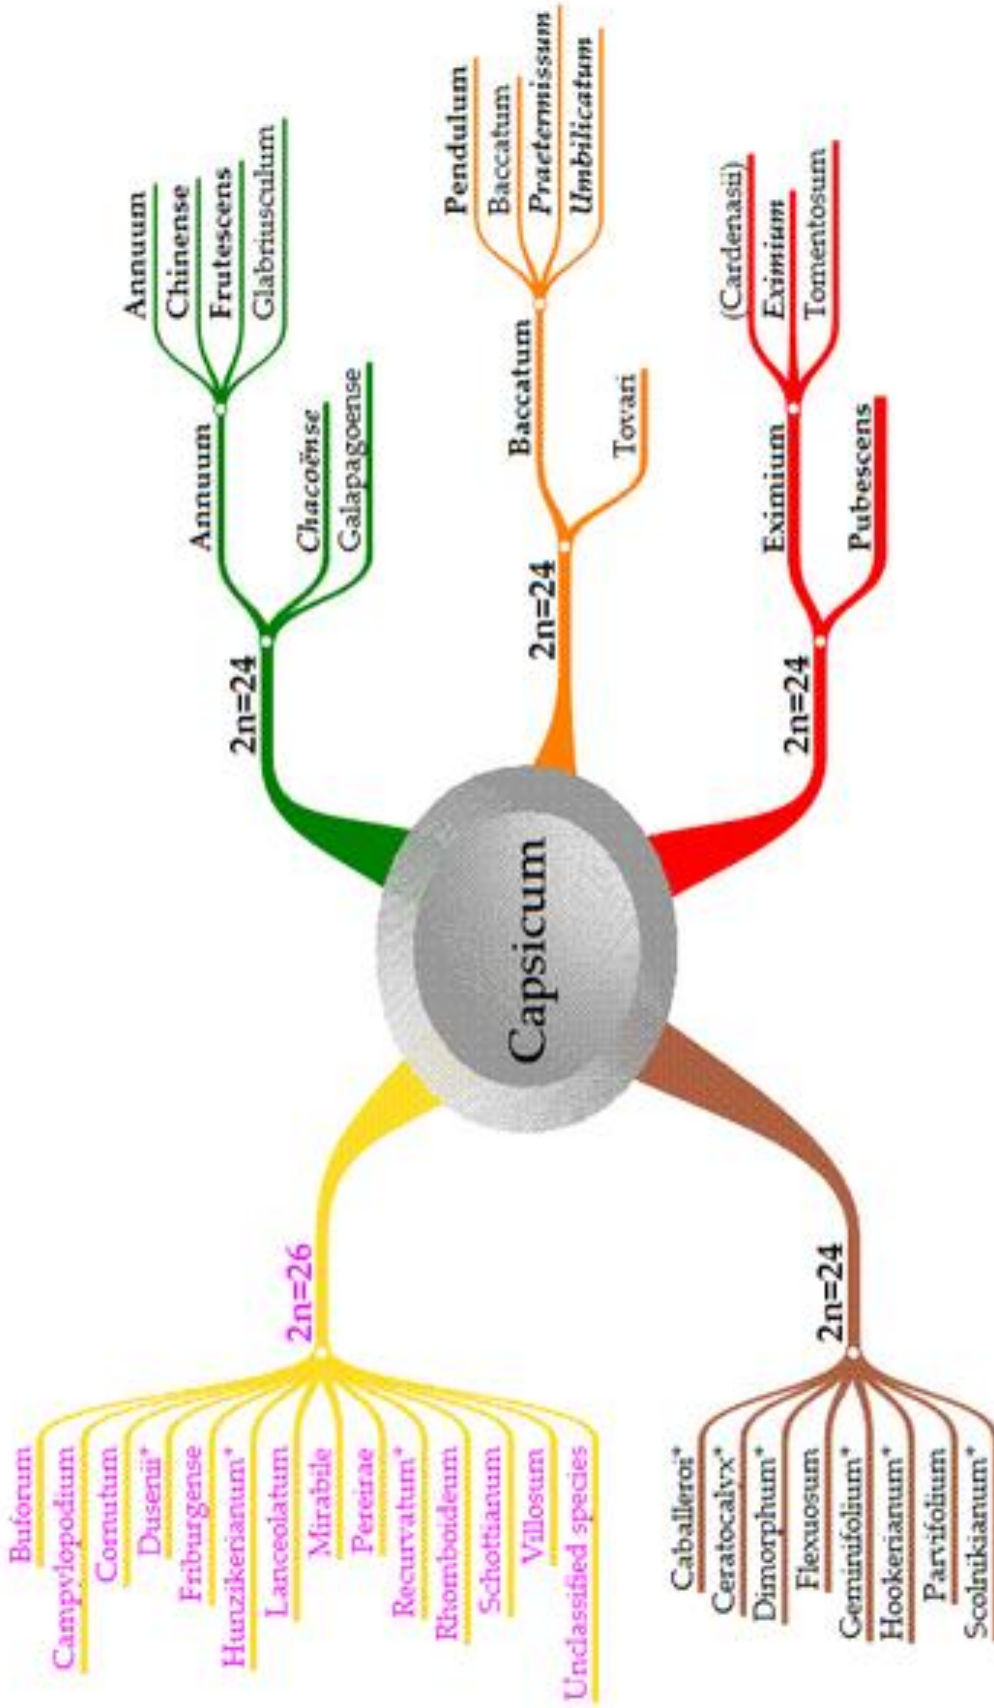 Capsicum
2n=24
Annuum
Annuum
Chinense
Frutescens
Glabriusculum
Chacoënse
Galapagoense
2n=24
Baccatum
Pendulum
Baccatum
Praetermissum
Umbilicatum
Tovari
2n=24
Eximium
(Cardenasii)
Eximium
Tomentosum
Pubescens
2n=26
Buforum
Campylopodium
Cornutum
Dusenii*
Friburgense
Hunzikerianum*
Lanceolatum
Mirabile
Pereirae
Recurvatum*
Rhomboideum
Schottianum
Villosum
Unclassified species
2n=24
Caballeroi*
Ceratocalyx*
Dimorphum*
Flexuosum
Geminifolium*
Hookerianum*
Parvifolium
Scolnikianum*